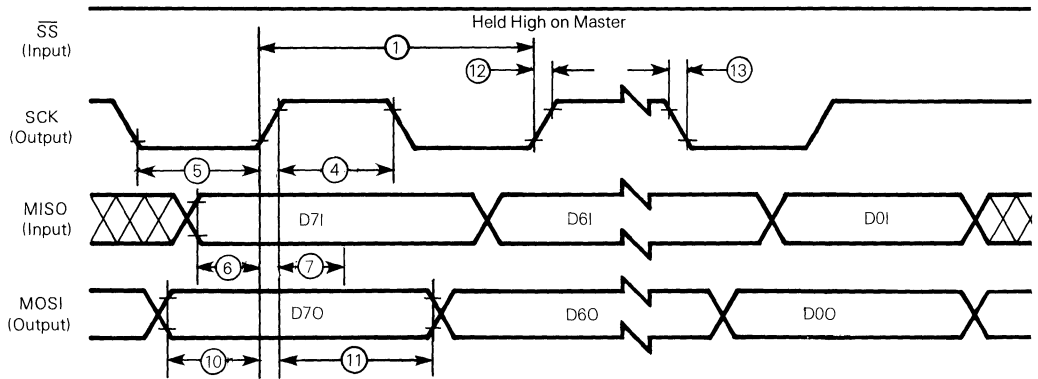 SS
(Input)
Held High on Master
1
12
13
SCK
(Output)
5
4
MISO
(Input)
D7I
D6I
D0I
6
7
MOSI
(Output)
D7O
D6O
D0O
10
11